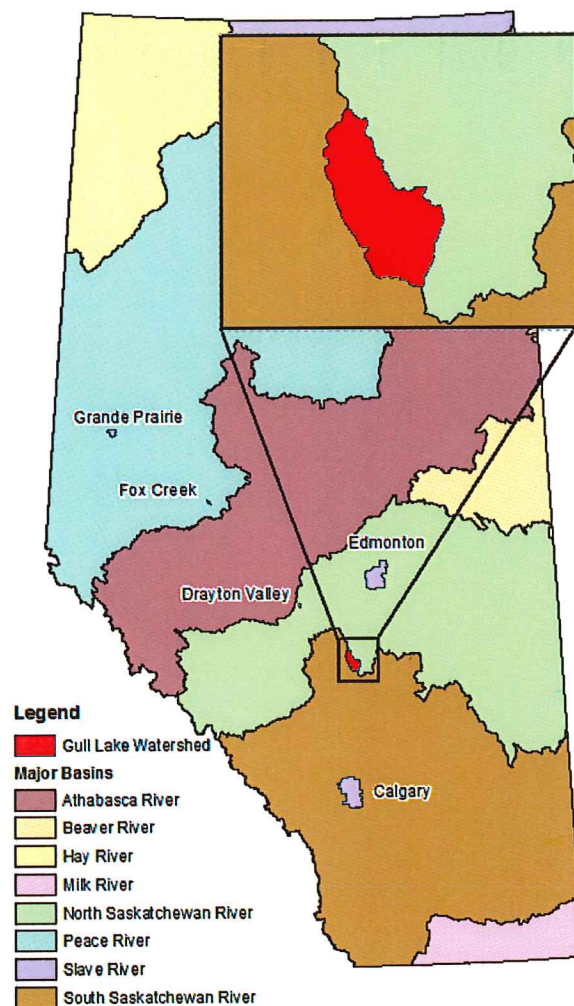 Grande Prairie
Fox Creek
Edmonton
Drayton Valley
Calgary
Legend
Gull Lake Watershed
Major Basins
Athabasca River
Beaver River
Hay River
Milk River
North Saskatchewan River
Peace River
Slave River
South Saskatchewan River